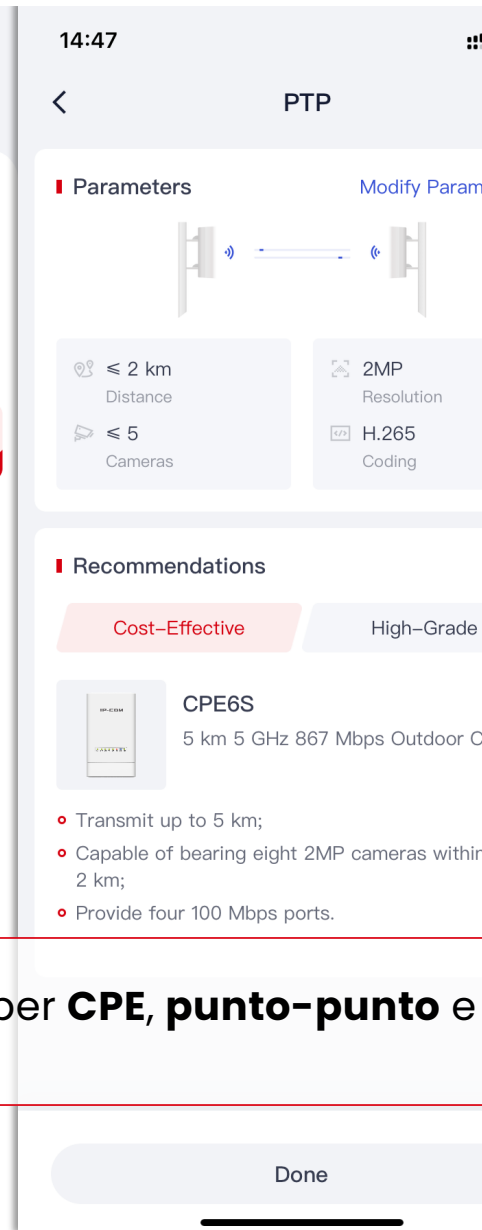 14:47
PTP
Parameters
Modify Param
≤ 2 km
Distance
2MP
Resolution
≤ 5
Cameras
H.265
Coding
Recommendations
Cost-Effective
High-Grade
IP-COM
CPE6S
5 km 5 GHz 867 Mbps Outdoor C
Transmit up to 5 km;
Capable of bearing eight 2MP cameras within
2 km;
Provide four 100 Mbps ports.
per CPE, punto-punto e
Done